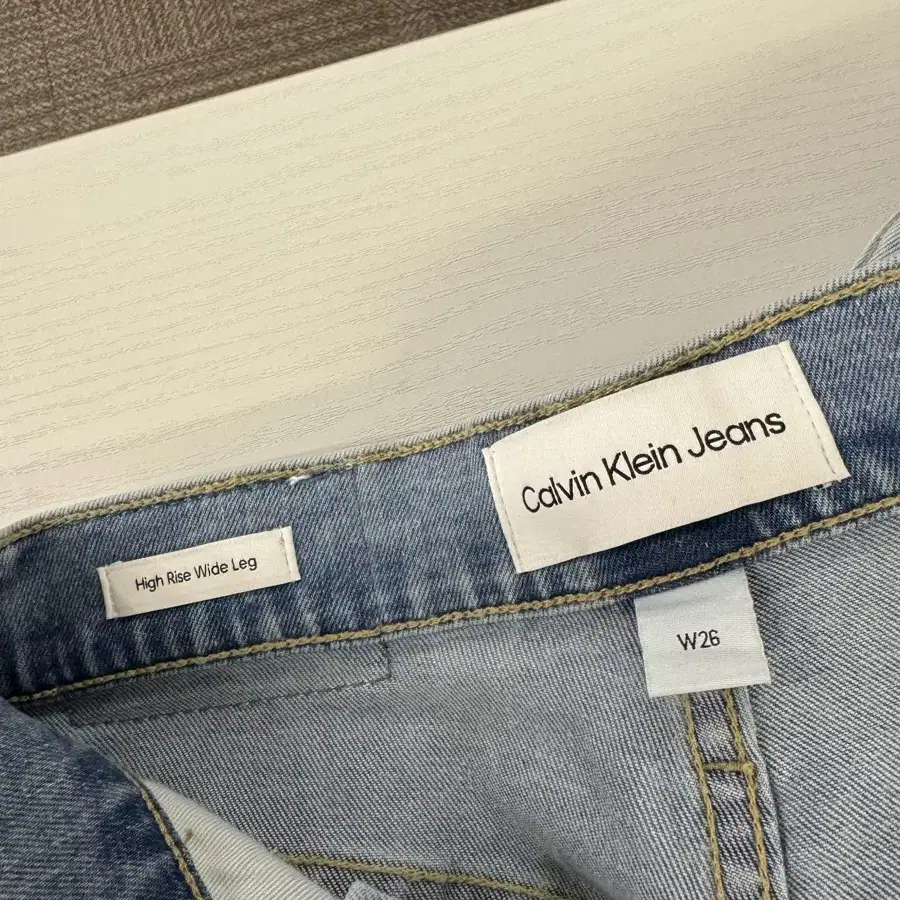 Calvin Klein Jeans
High Rise Wide Leg
W26